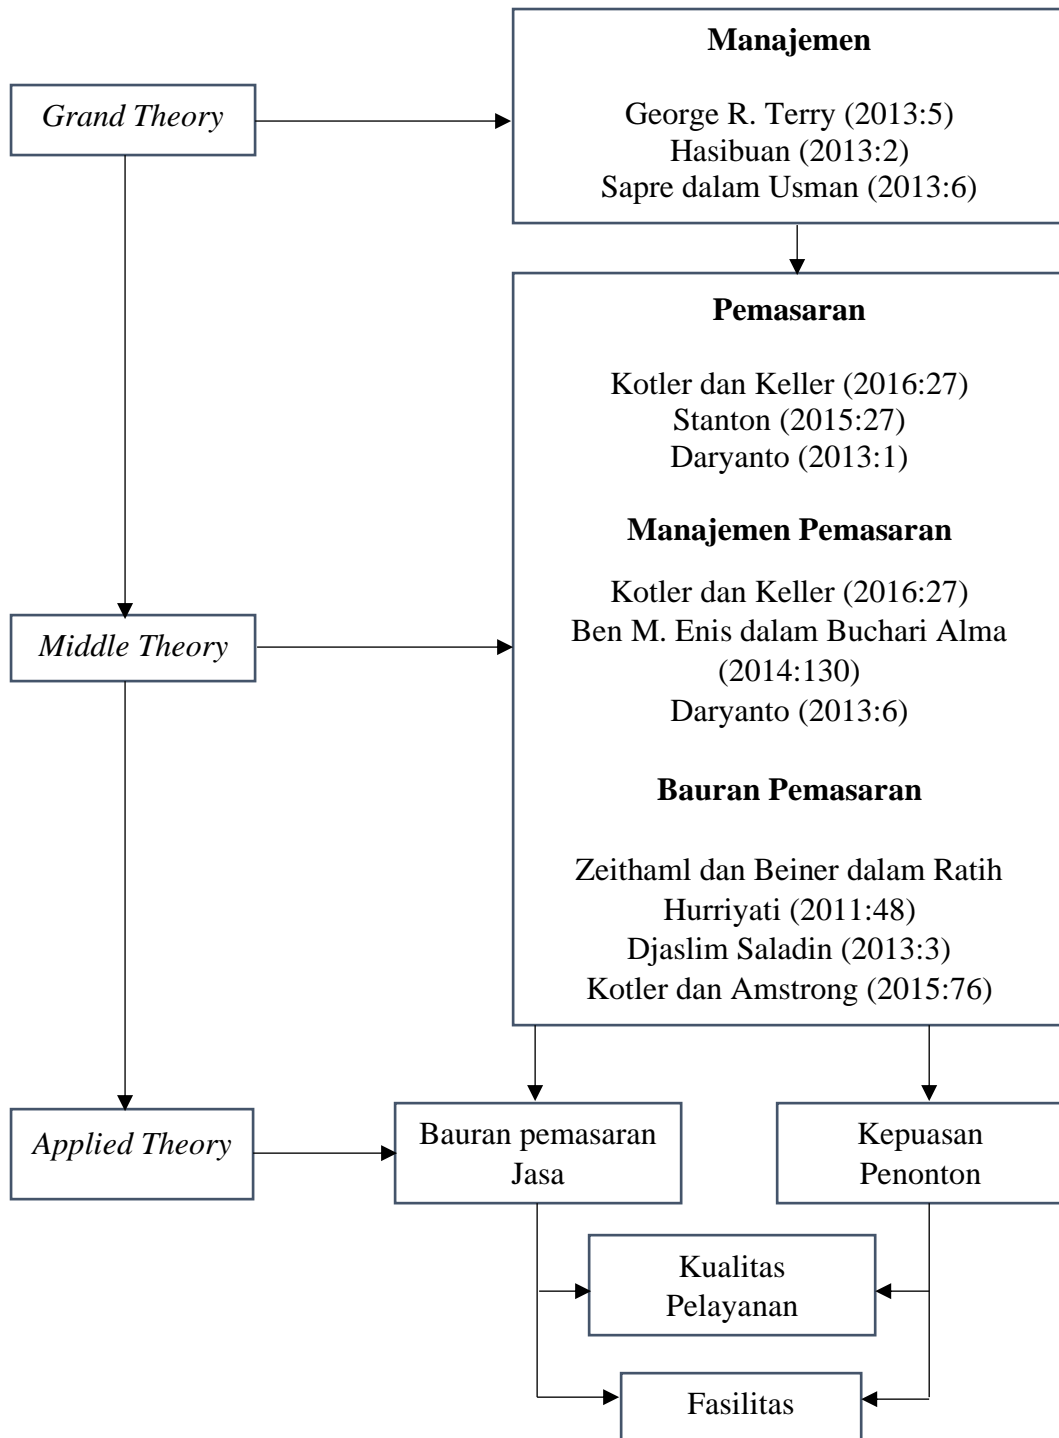 Manajemen
Grand Theory
George R. Terry (2013:5)
Hasibuan (2013:2)
Sapre dalam Usman (2013:6)
Pemasaran
Kotler dan Keller (2016:27)
Stanton (2015:27)
Daryanto (2013:1)
Manajemen Pemasaran
Kotler dan Keller (2016:27)
Middle Theory
Ben M. Enis dalam Buchari Alma
(2014:130)
Daryanto (2013:6)
Bauran Pemasaran
Zeithaml dan Beiner dalam Ratih
Hurriyati (2011:48)
Djaslim Saladin (2013:3)
Kotler dan Amstrong (2015:76)
Applied Theory
Bauran pemasaran
Jasa
Kepuasan
Penonton
Kualitas
Pelayanan
Fasilitas